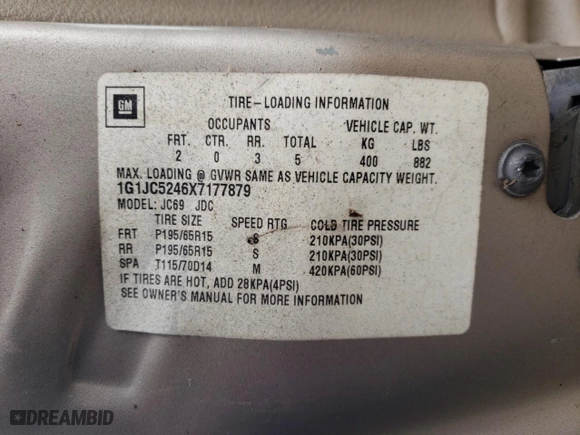 GM
TIRE-LOADING INFORMATION
OCCUPANTS VEHICLE CAP. WT.
FRT. CTR. RR. TOTAL KG LBS
2 0 3 5 400 882
MAX. LOADING @ GVWR SAME AS VEHICLE CAPACITY WEIGHT.
1G1JC5246X7177879
MODEL: JC69 JDC
TIRE SIZE SPEED RTG COLD TIRE PRESSURE
FRT P195/65R15 S 210KPA(30PSI)
RR P195/65R15 S 210KPA(30PSI)
SPA T115/70D14 M 420KPA(60PSI)
IF TIRES ARE HOT, ADD 28KPA(4PSI)
SEE OWNER'S MANUAL FOR MORE INFORMATION
DREAMBID